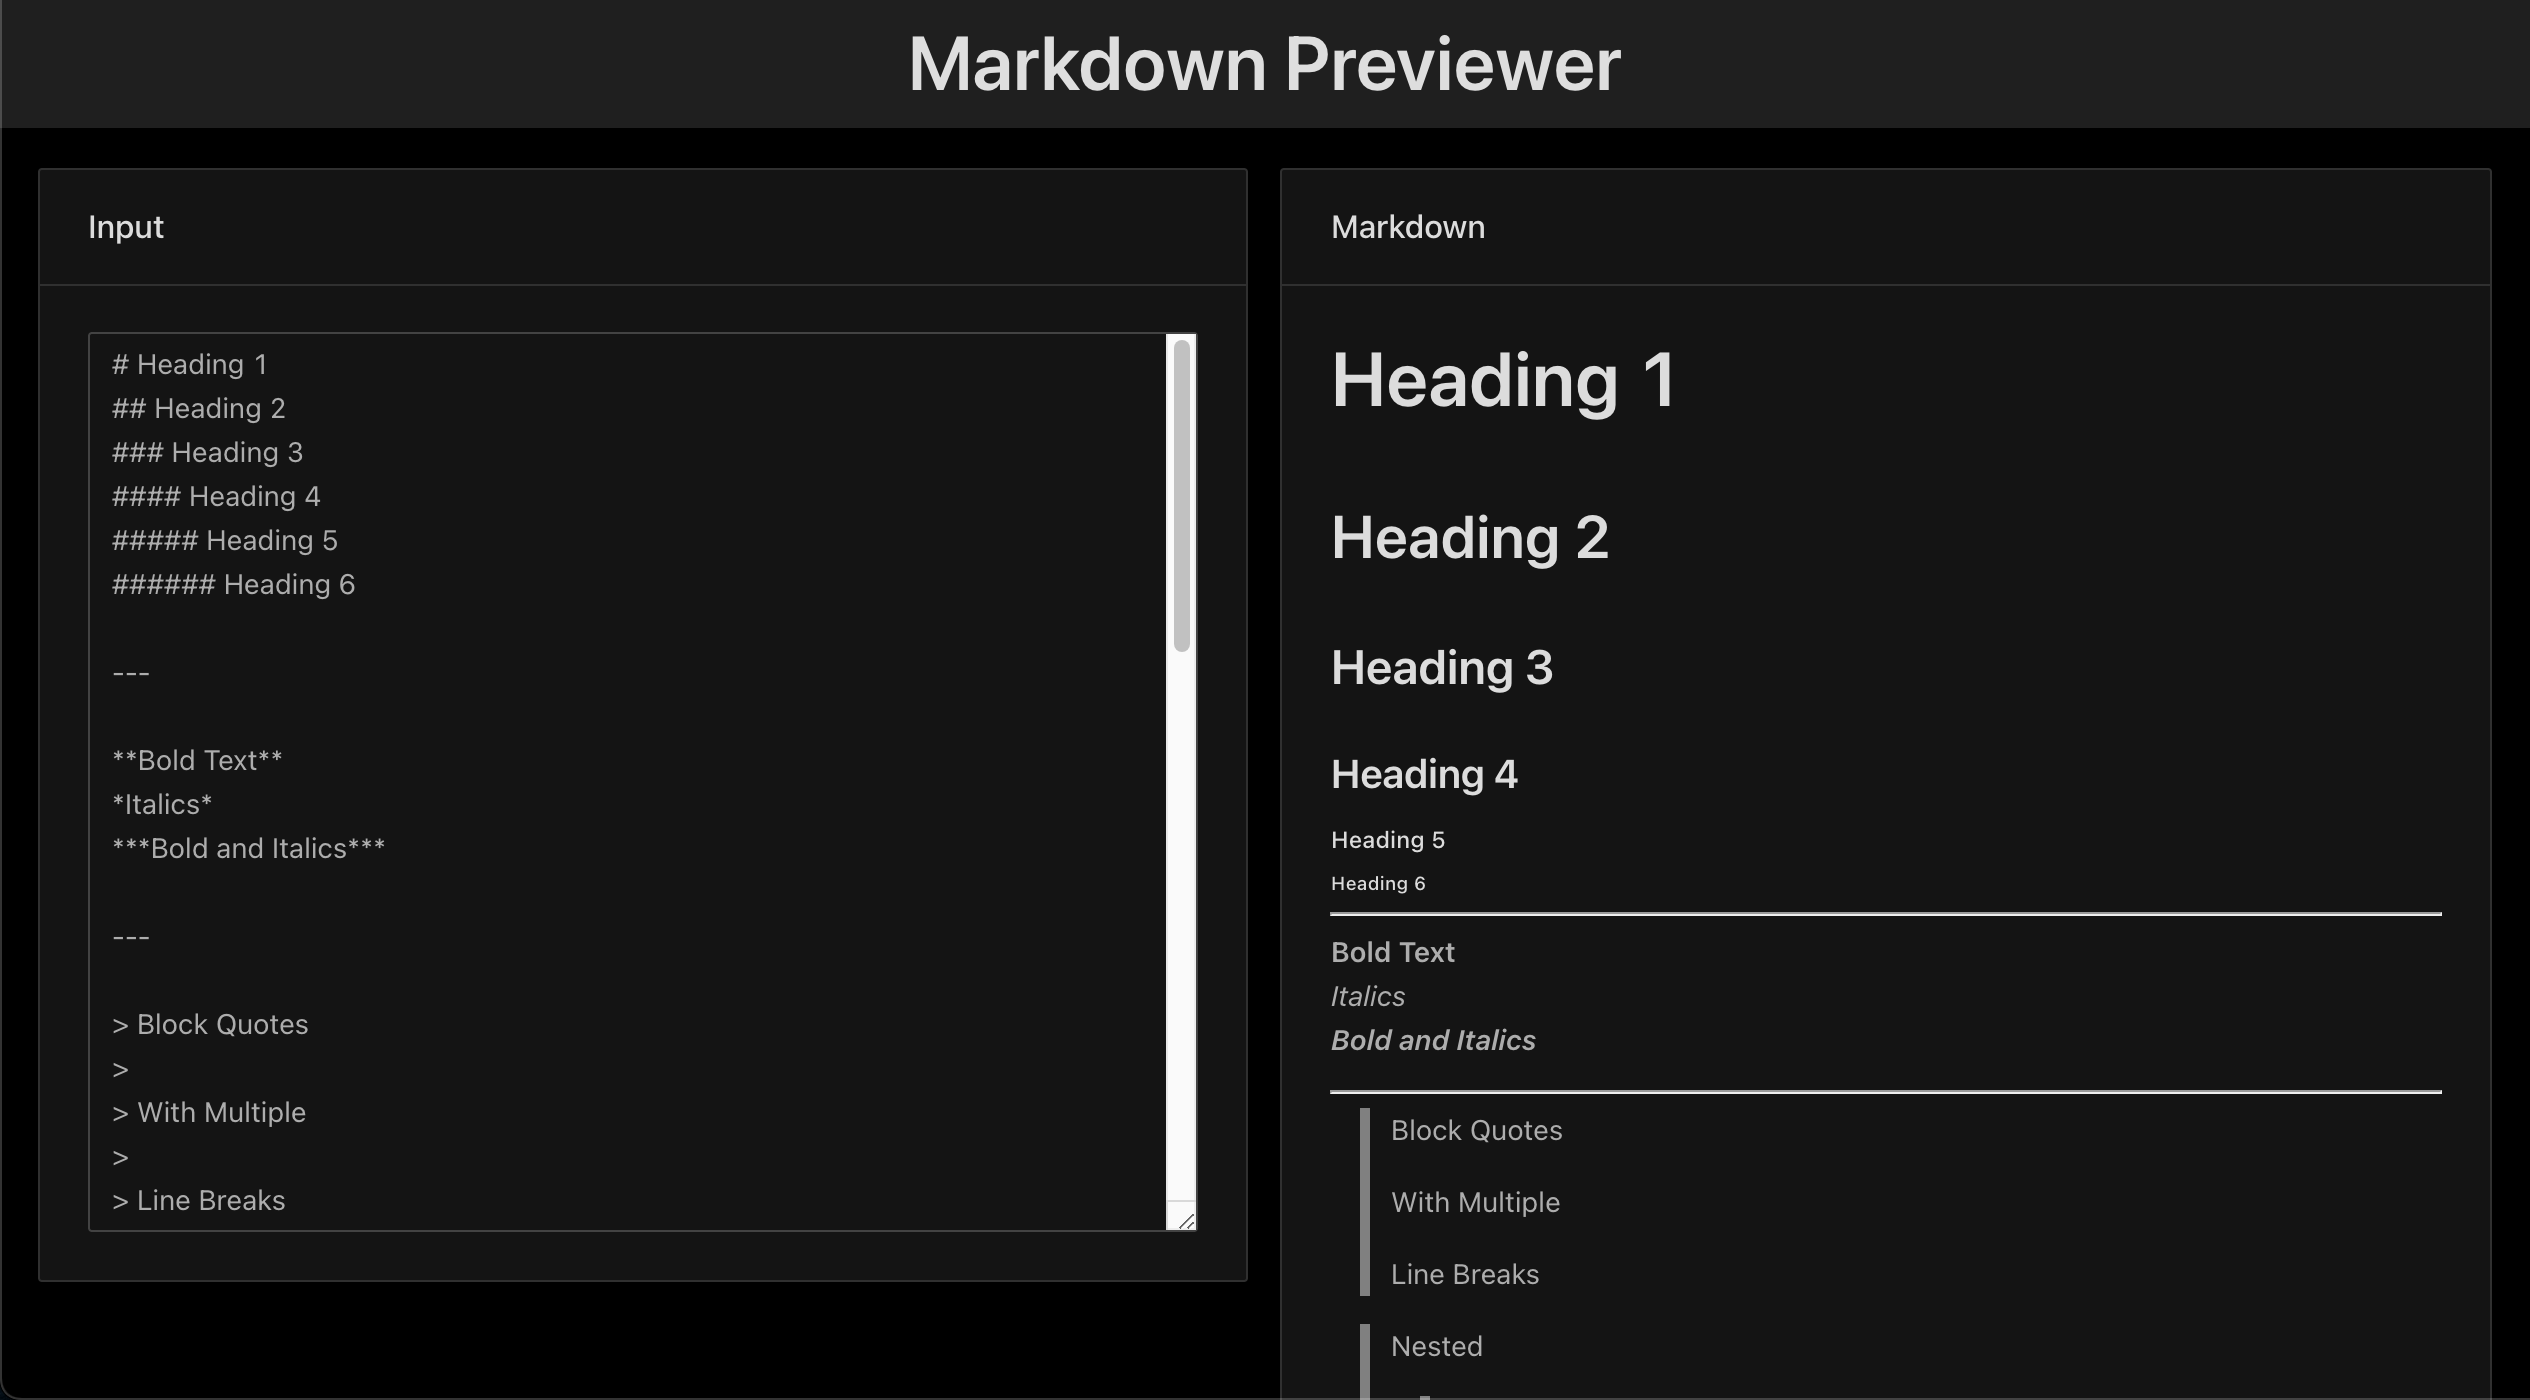 Markdown Previewer
Input
# Heading 1
## Heading 2
### Heading 3
#### Heading 4
##### Heading 5
###### Heading 6
---
**Bold Text**
*Italics*
***Bold and Italics***
---
> Block Quotes
>
> With Multiple
>
> Line Breaks
Markdown
Heading 1
Heading 2
Heading 3
Heading 4
Heading 5
Heading 6
Bold Text
Italics
Bold and Italics
Block Quotes
With Multiple
Line Breaks
Nested